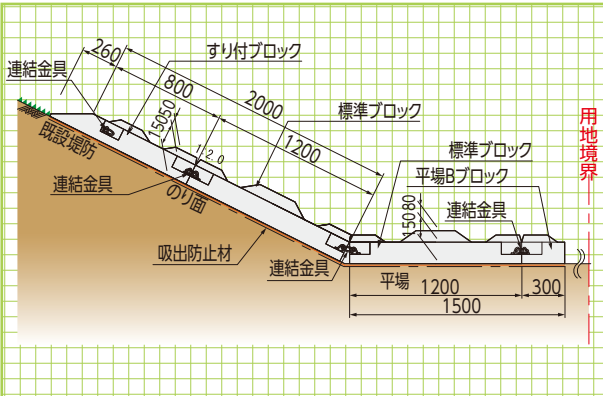 260
すり付ブロック
連結金具
800
2000
標準ブロック
15050
1200
1:2.0
既設堤防
連結金具
のり面
吸出防止材
用地境界
標準ブロック
平場Bブロック
15080
連結金具
連結金具
平場
1200
300
1500